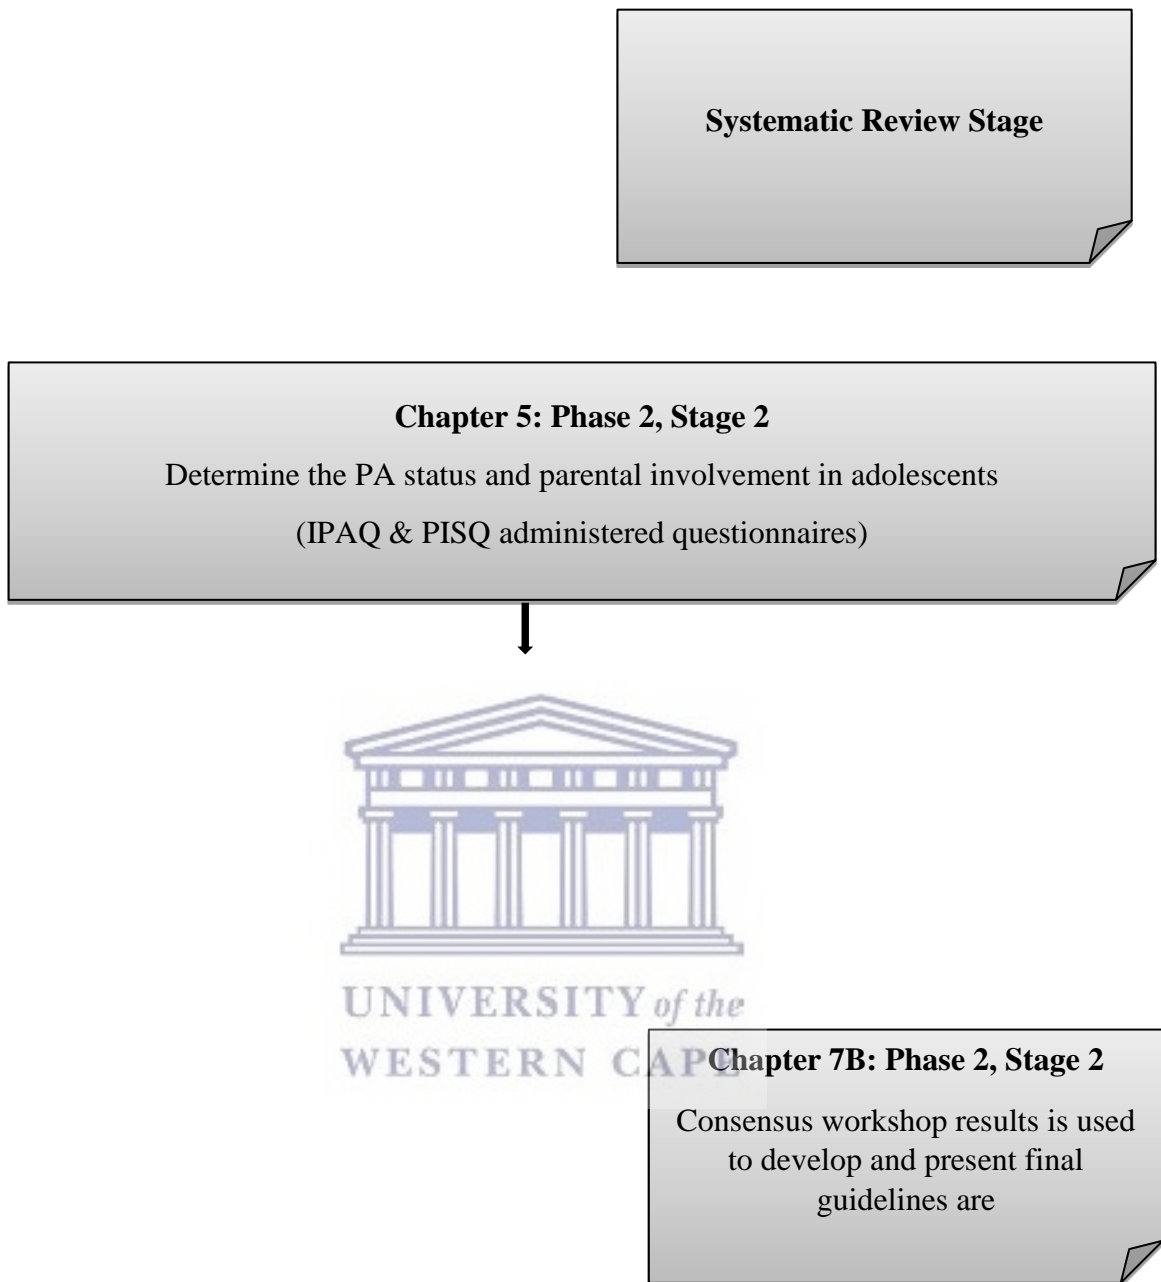 Systematic Review Stage
Chapter 5: Phase 2, Stage 2
Determine the PA status and parental involvement in adolescents
(IPAQ & PISQ administered questionnaires)
UNIVERSITY of the
WESTERN CAPE
Chapter 7B: Phase 2, Stage 2
Consensus workshop results is used
to develop and present final
guidelines are